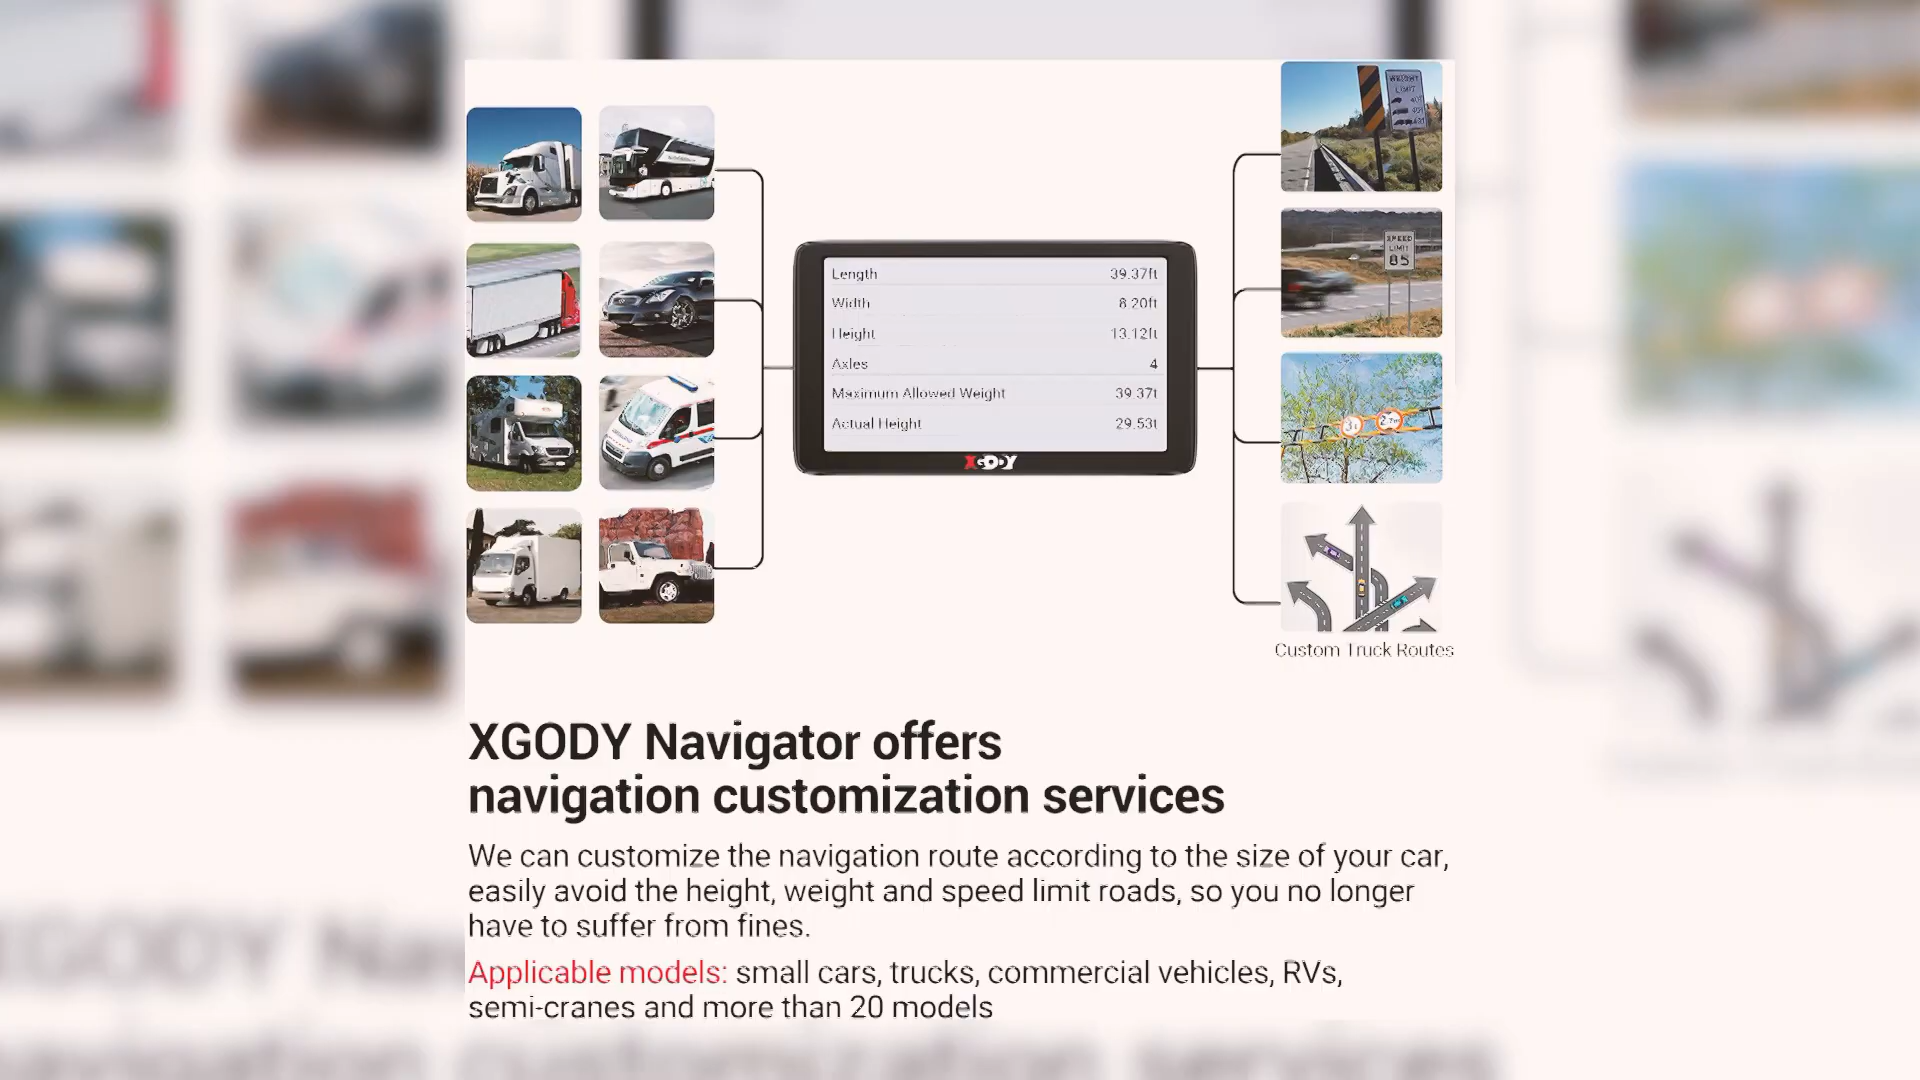 WEIGHT
LIMIT
SPEED
LIMIT
85
Length 39.37ft
Width 8.20ft
Height 13.12ft
Axles 4
Maximum Allowed Weight 39.37t
Actual Height 29.53t
XGODY
Custom Truck Routes
XGODY Navigator offers
navigation customization services
We can customize the navigation route according to the size of your car,
easily avoid the height, weight and speed limit roads, so you no longer
have to suffer from fines.
Applicable models: small cars, trucks, commercial vehicles, RVs,
semi-cranes and more than 20 models